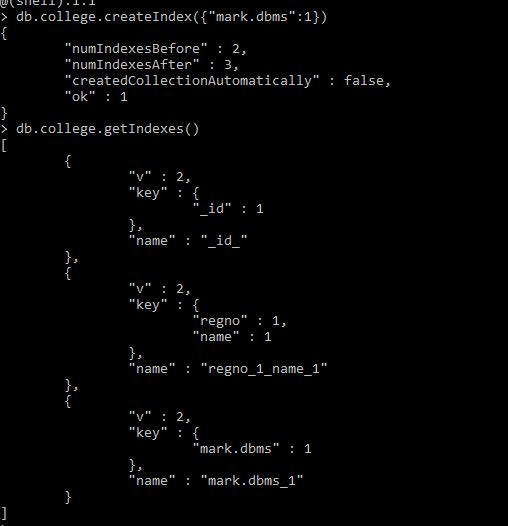 @(shell):1:1
> db.college.createIndex({"mark.dbms":1})
{
"numIndexesBefore" : 2,
"numIndexesAfter" : 3,
"createdCollectionAutomatically" : false,
"ok" : 1
}
> db.college.getIndexes()
[
{
"v" : 2,
"key" : {
"_id" : 1
},
"name" : "_id_"
},
{
"v" : 2,
"key" : {
"regno" : 1,
"name" : 1
},
"name" : "regno_1_name_1"
},
{
"v" : 2,
"key" : {
"mark.dbms" : 1
},
"name" : "mark.dbms_1"
}
]